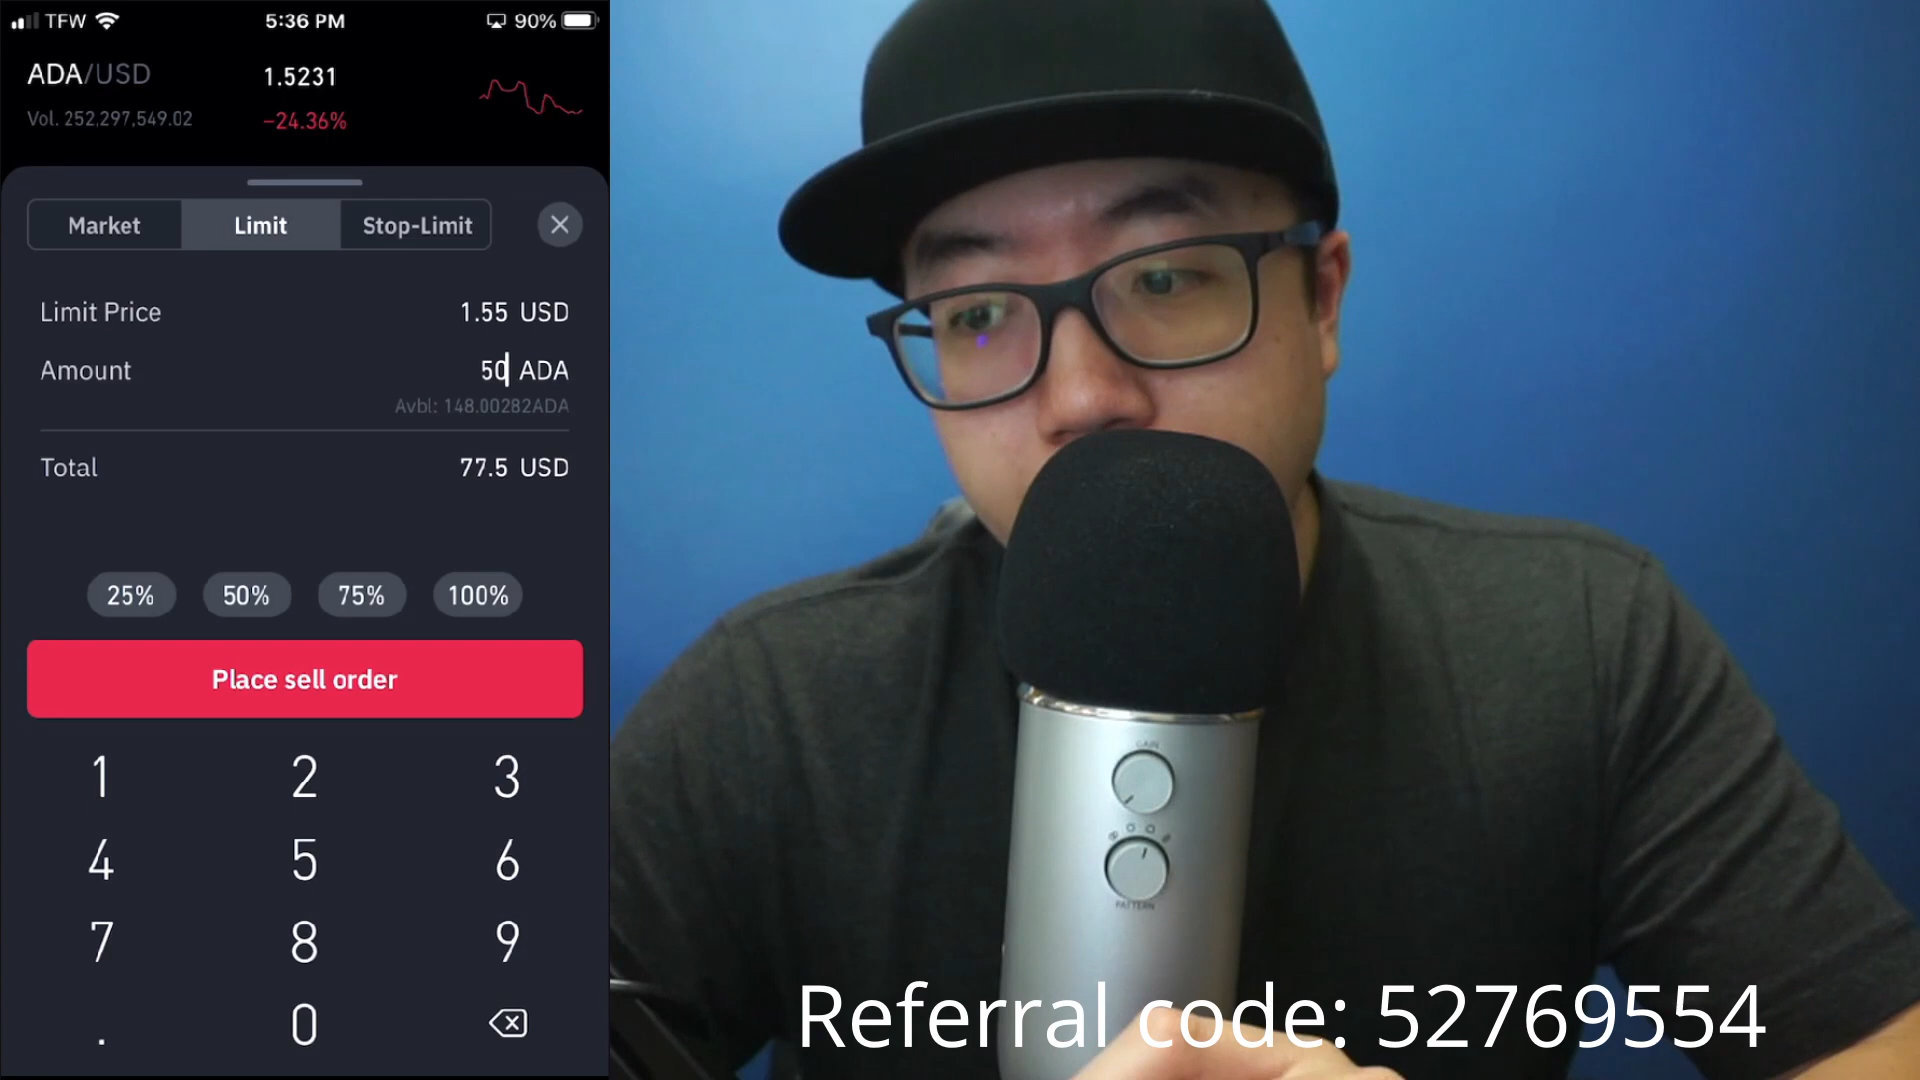 TFW 5:36 PM 90%
ADA/USD 1.5231
Vol. 252,297,549.02 -24.36%
Market Limit Stop-Limit
Limit Price 1.55 USD
Amount 50 ADA
Avbl: 148.00282ADA
Total 77.5 USD
25% 50% 75% 100%
Place sell order
1 2 3
4 5 6
7 8 9
. 0
GAIN
PATTERN
Referral code: 52769554